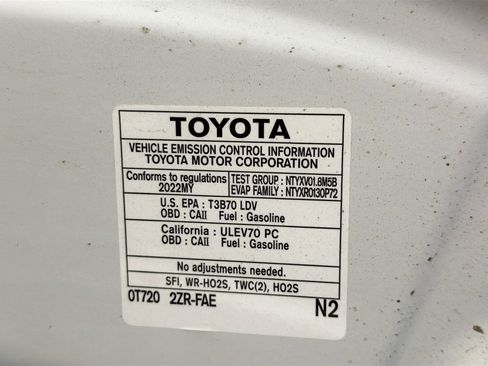 TOYOTA
VEHICLE EMISSION CONTROL INFORMATION
TOYOTA MOTOR CORPORATION
Conforms to regulations
2022MY
TEST GROUP : NTYXV01.8M5B
EVAP FAMILY : NTYXR0130P72
U.S. EPA : T3B70 LDV
OBD : CAII Fuel : Gasoline
California : ULEV70 PC
OBD : CAII Fuel : Gasoline
No adjustments needed.
SFI, WR-HO2S, TWC(2), HO2S
0T720 2ZR-FAE N2